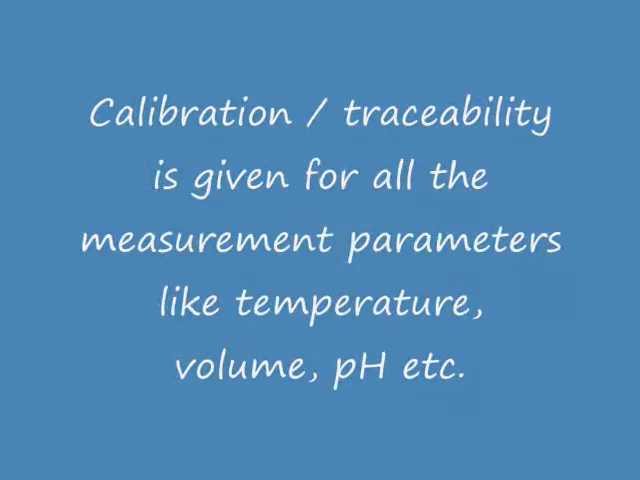 Calibration / traceability
is given for all the
measurement parameters
like temperature,
volume, pH etc.